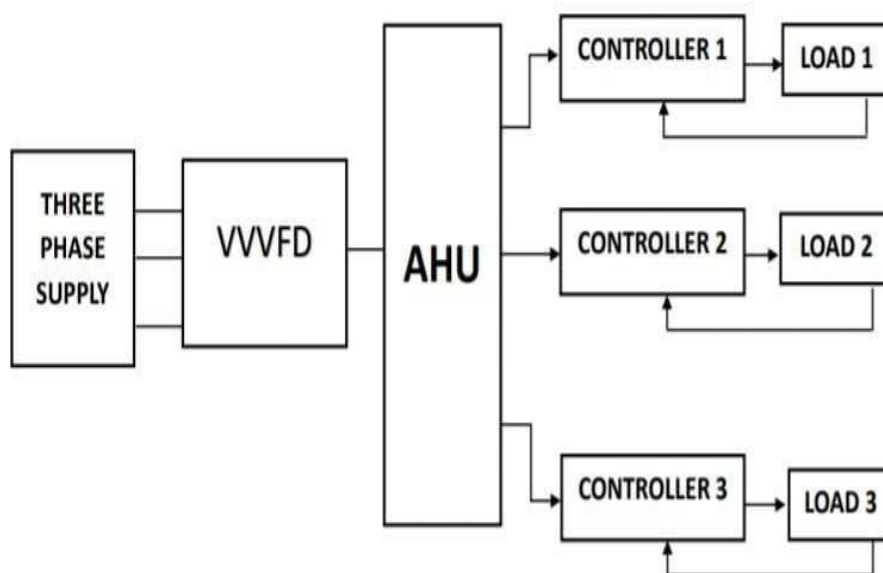 THREE
PHASE
SUPPLY
VVVFD
AHU
CONTROLLER 1
LOAD 1
CONTROLLER 2
LOAD 2
CONTROLLER 3
LOAD 3